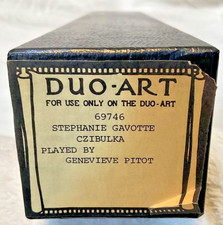 DUO-ART
FOR USE ONLY ON THE DUO-ART
69746
STEPHANIE GAVOTTE
CZIBULKA
PLAYED BY
GENEVIEVE PITOT